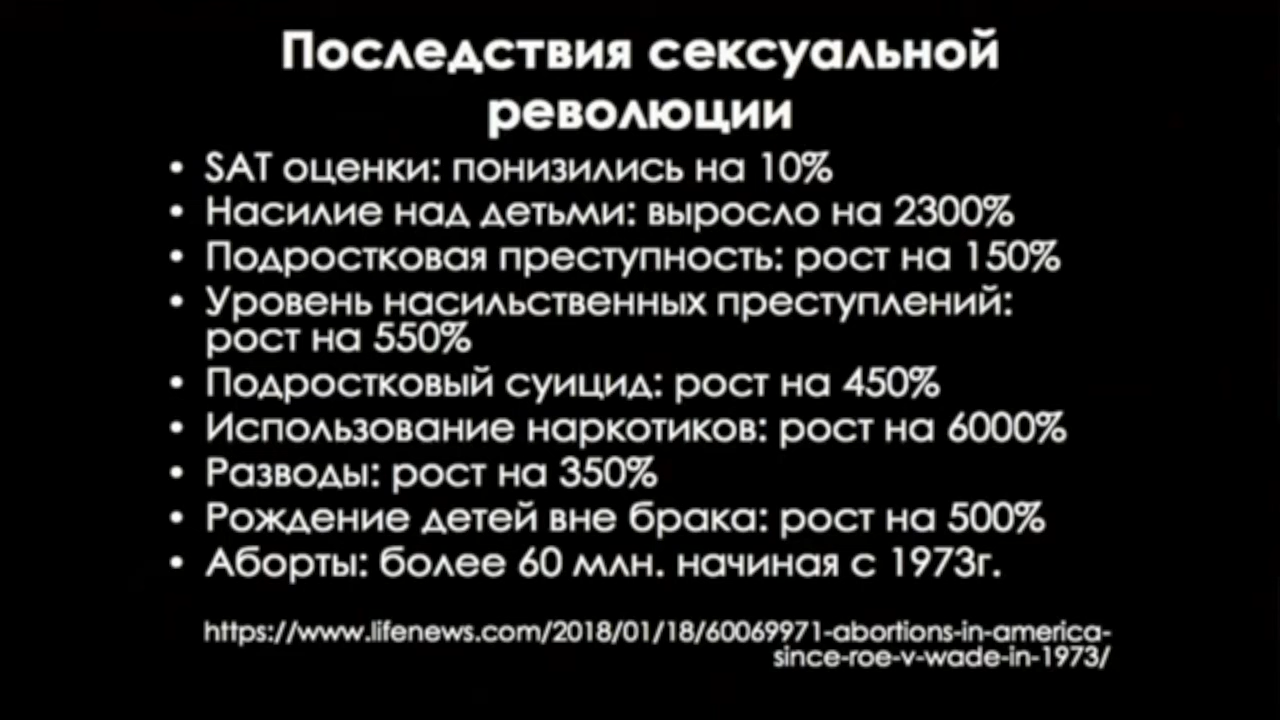 Последствия сексуальной
революции
• SAT оценки: понизились на 10%
• Насилие над детьми: выросло на 2300%
• Подростковая преступность: рост на 150%
• Уровень насильственных преступлений:
рост на 550%
• Подростковый суицид: рост на 450%
• Использование наркотиков: рост на 6000%
• Разводы: рост на 350%
• Рождение детей вне брака: рост на 500%
• Аборты: более 60 млн. начиная с 1973г.
https://www.lifenews.com/2018/01/18/60069971-abortions-in-america-
since-roe-v-wade-in-1973/